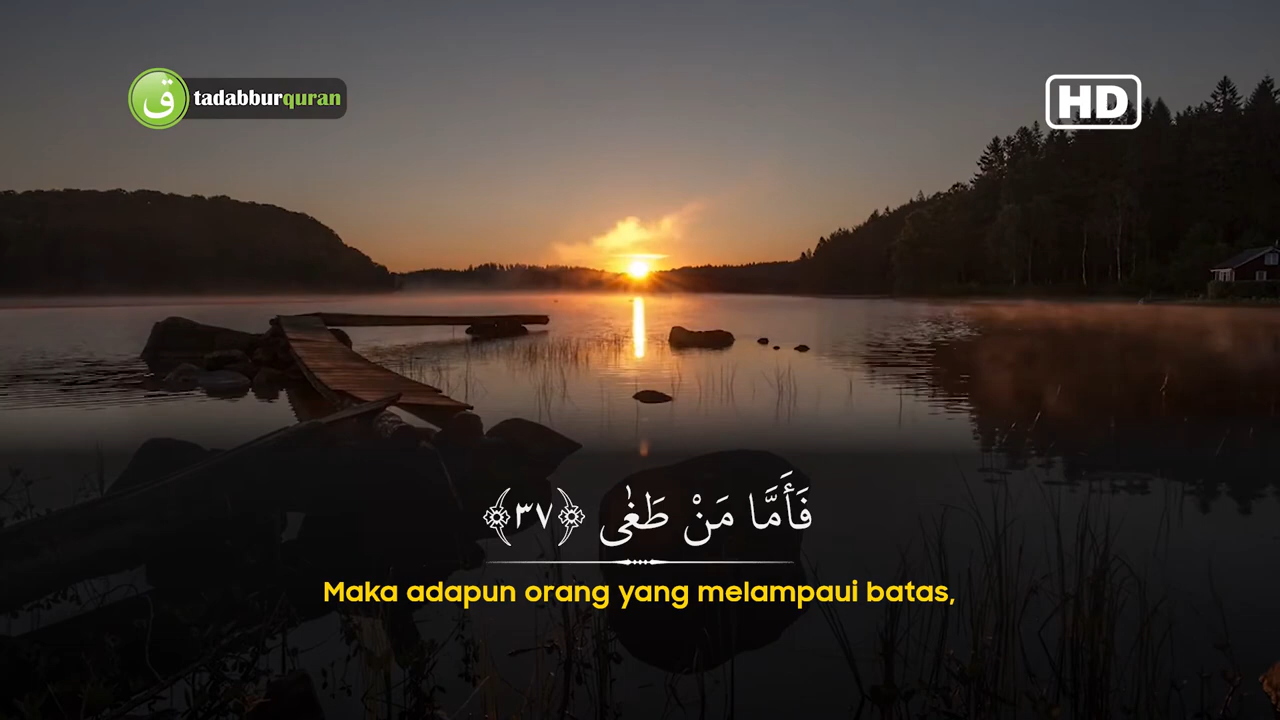 ق tadabburquran
HD
فَأَمَّا مَنْ طَغٰى ﴿٣٧﴾
Maka adapun orang yang melampaui batas,